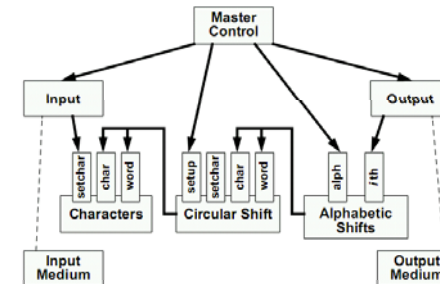 Master
Control
Input
Output
setchar
char
word
setup
setchar
char
word
alph
ith
Characters
Circular Shift
Alphabetic
Shifts
Input
Medium
Output
Medium